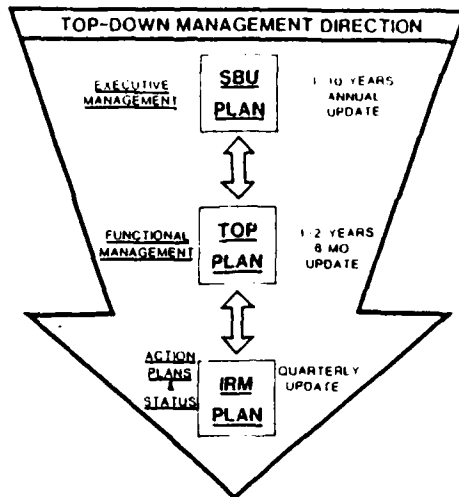 TOP-DOWN MANAGEMENT DIRECTION
EXECUTIVE
MANAGEMENT
SBU
PLAN
1-10 YEARS
ANNUAL
UPDATE
FUNCTIONAL
MANAGEMENT
TOP
PLAN
1-2 YEARS
6 MO
UPDATE
ACTION
PLANS
&
STATUS
IRM
PLAN
QUARTERLY
UPDATE